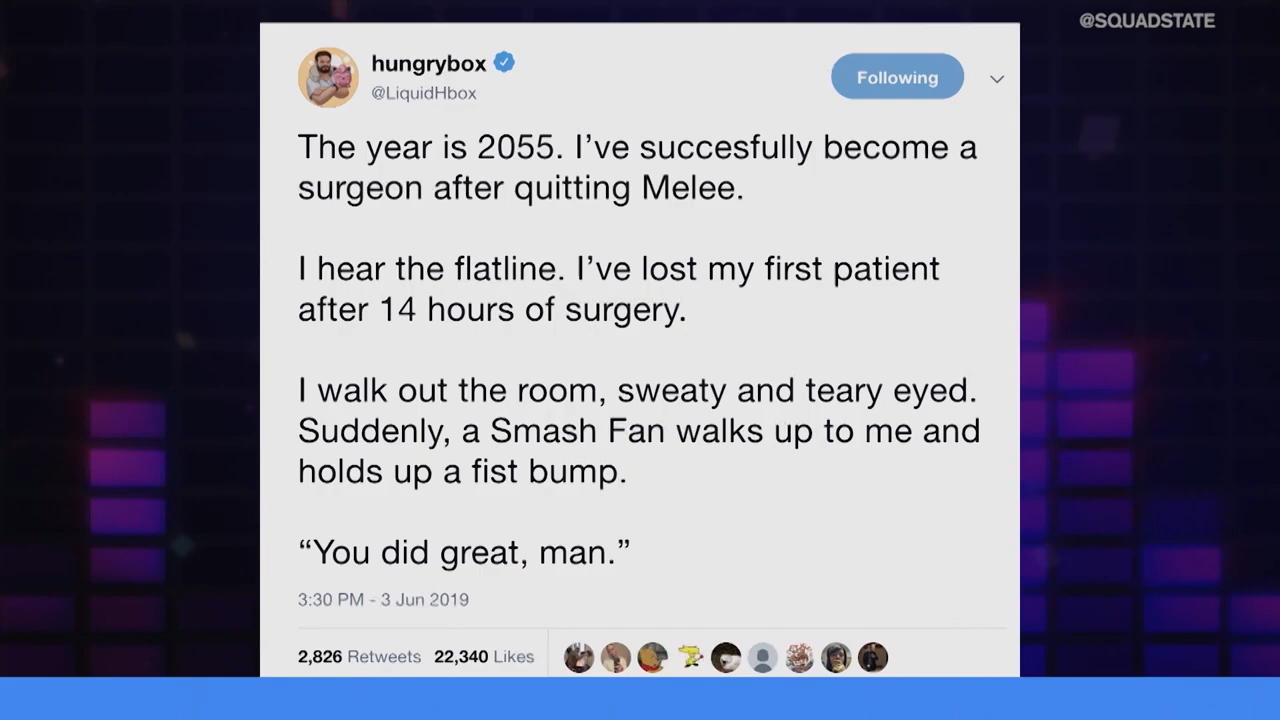 @SQUADSTATE
hungrybox
@LiquidHbox
Following
The year is 2055. I’ve succesfully become a
surgeon after quitting Melee.
I hear the flatline. I’ve lost my first patient
after 14 hours of surgery.
I walk out the room, sweaty and teary eyed.
Suddenly, a Smash Fan walks up to me and
holds up a fist bump.
“You did great, man.”
3:30 PM - 3 Jun 2019
2,826 Retweets 22,340 Likes